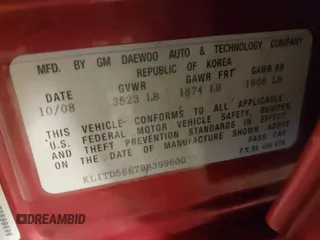 MFD. BY GM DAEWOO AUTO & TECHNOLOGY COMPANY
REPUBLIC OF KOREA
DATE GVWR GAWR FRT GAWR RR
10/08 3523 LB 1874 LB 1808 LB
THIS VEHICLE CONFORMS TO ALL APPLICABLE
U.S. FEDERAL MOTOR VEHICLE SAFETY, BUMPER,
AND THEFT PREVENTION STANDARDS IN EFFECT
ON THE DATE OF MANUFACTURE SHOWN ABOVE.
PASS CAR
DREAMBID